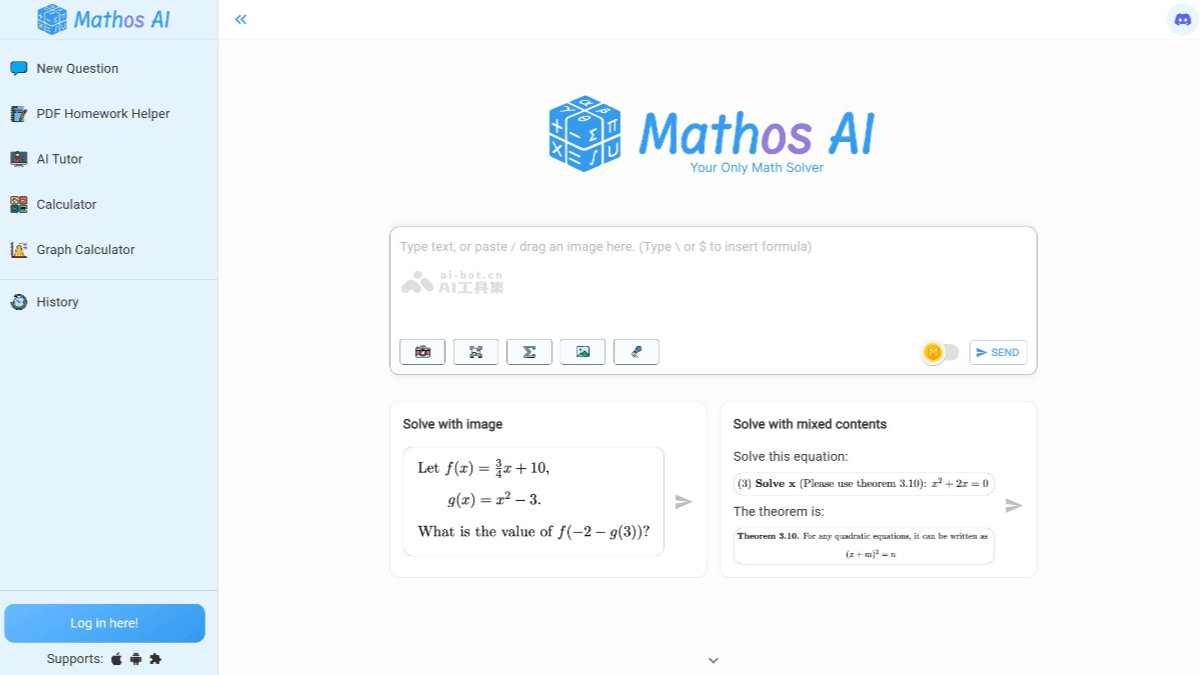 Mathos AI
New Question
PDF Homework Helper
AI Tutor
Calculator
Graph Calculator
History
Log in here!
Supports:
Mathos AI
Your Only Math Solver
Type text, or paste / drag an image here. (Type \ or $ to insert formula)
ai-bot.cn
AI工具集
M
SEND
Solve with image
Let f(x) = 3/4 x + 10,
g(x) = x² − 3.
What is the value of f(−2 − g(3))?
Solve with mixed contents
Solve this equation:
(3) Solve x (Please use theorem 3.10): x² + 2x = 0
The theorem is:
Theorem 3.10. For any quadratic equations, it can be written as
(x + m)² = n